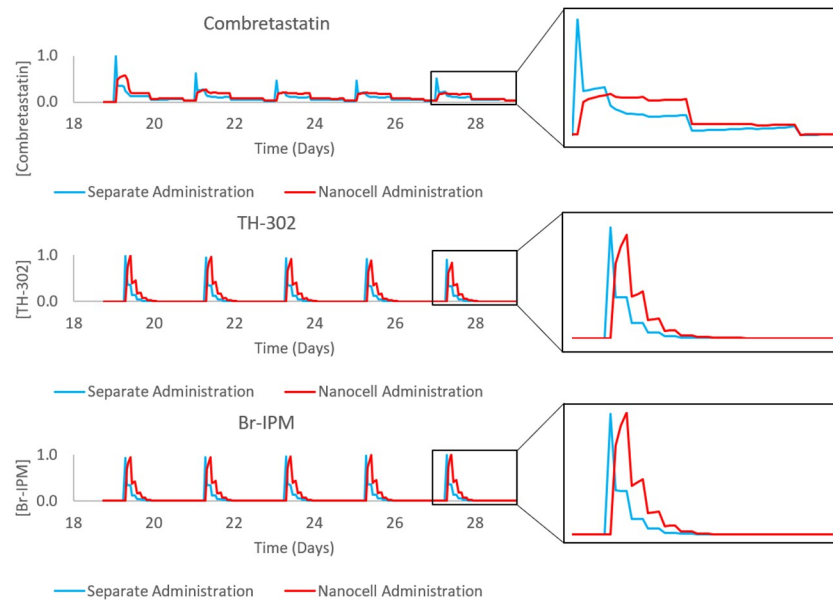 Combretastatin
[Combretastatin]
1.0
0.0
18 20 22 24 26 28
Time (Days)
Separate Administration Nanocell Administration
TH-302
[TH-302]
1.0
0.0
18 20 22 24 26 28
Time (Days)
Separate Administration Nanocell Administration
Br-IPM
[Br-IPM]
1.0
0.0
18 20 22 24 26 28
Time (Days)
Separate Administration Nanocell Administration